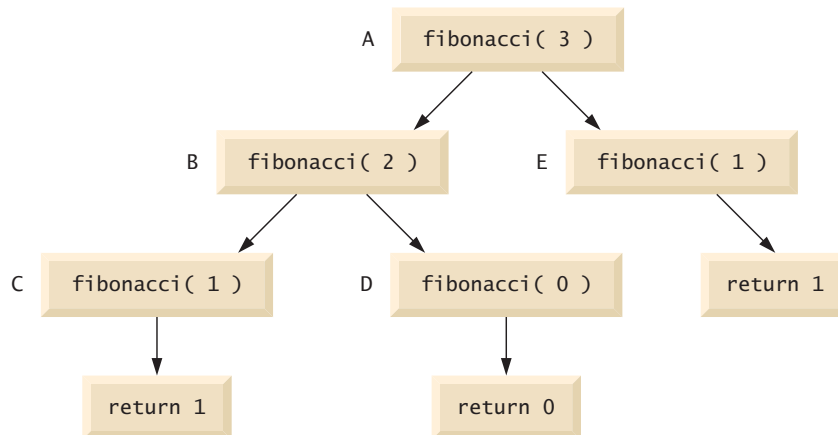 A fibonacci( 3 )
B fibonacci( 2 ) E fibonacci( 1 )
C fibonacci( 1 ) D fibonacci( 0 ) return 1
return 1 return 0